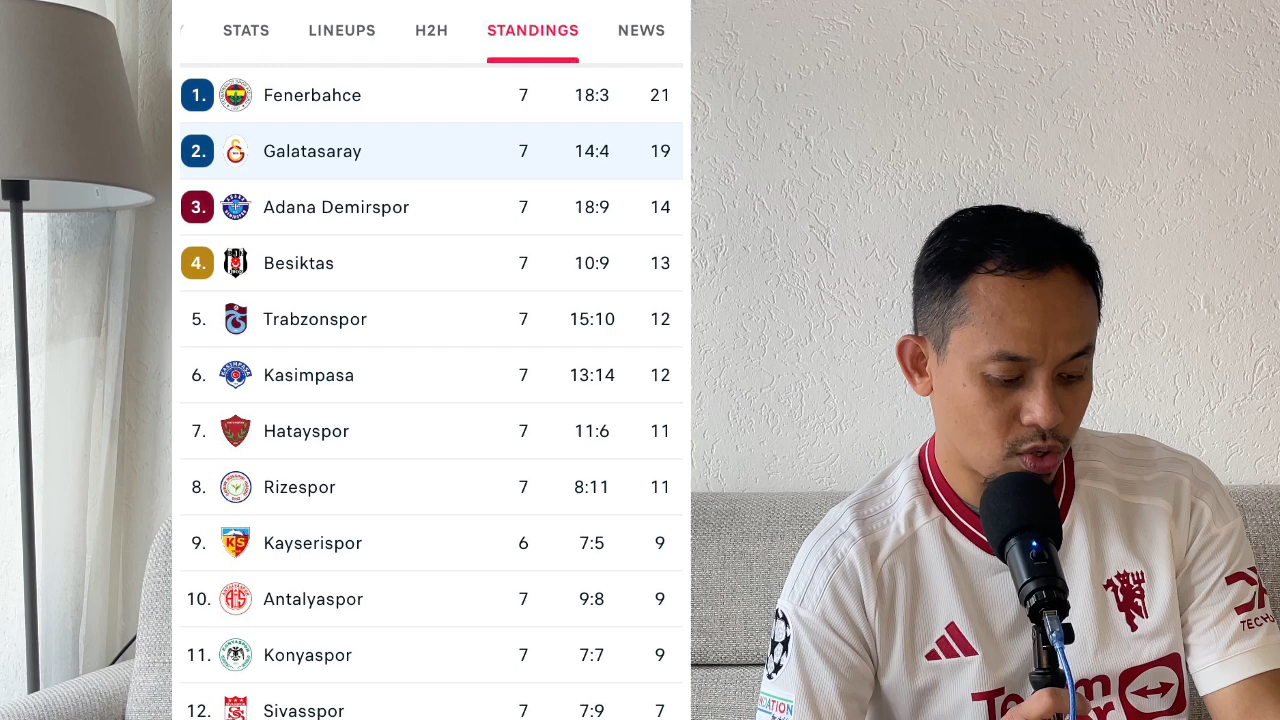 STATS LINEUPS H2H STANDINGS NEWS
1. Fenerbahce 7 18:3 21
2. Galatasaray 7 14:4 19
3. Adana Demirspor 7 18:9 14
4. Besiktas 7 10:9 13
5. Trabzonspor 7 15:10 12
6. Kasimpasa 7 13:14 12
7. Hatayspor 7 11:6 11
8. Rizespor 7 8:11 11
9. Kayserispor 6 7:5 9
10. Antalyaspor 7 9:8 9
11. Konyaspor 7 7:7 9
12. Sivasspor 7 7:9 7